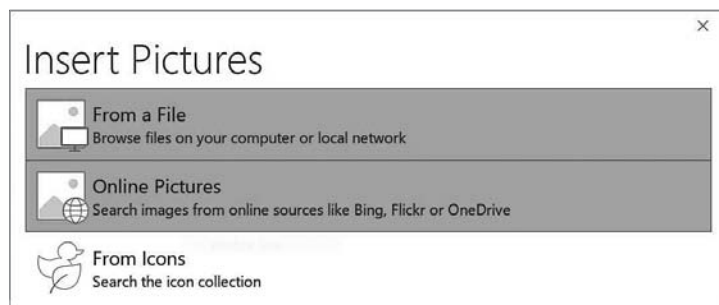 Insert Pictures
From a File
Browse files on your computer or local network
Online Pictures
Search images from online sources like Bing, Flickr or OneDrive
From Icons
Search the icon collection